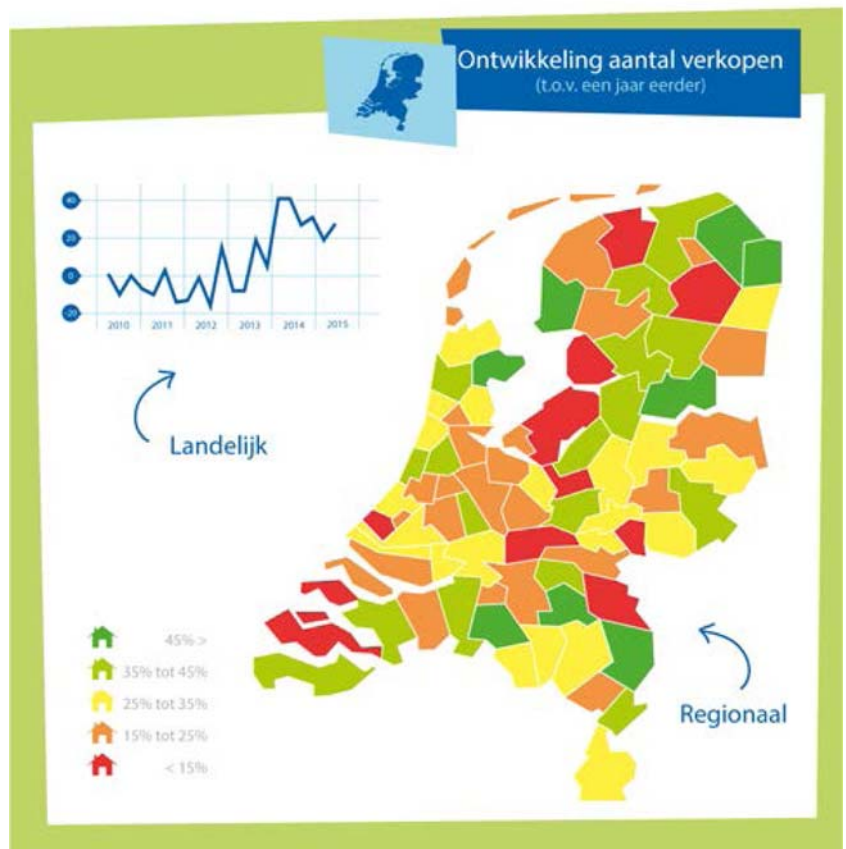 Ontwikkeling aantal verkopen
(t.o.v. een jaar eerder)
40
20
0
-20
2010 2011 2012 2013 2014 2015
Landelijk
45% >
35% tot 45%
25% tot 35%
15% tot 25%
< 15%
Regionaal